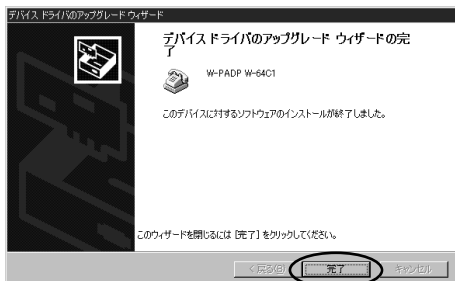 デバイス ドライバのアップグレード ウィザード
デバイス ドライバのアップグレード ウィザードの完
了
W-PADP W-64C1
このデバイスに対するソフトウェアのインストールが終了しました。
このウィザードを閉じるには [完了] をクリックしてください。
< 戻る(B)
完了
キャンセル